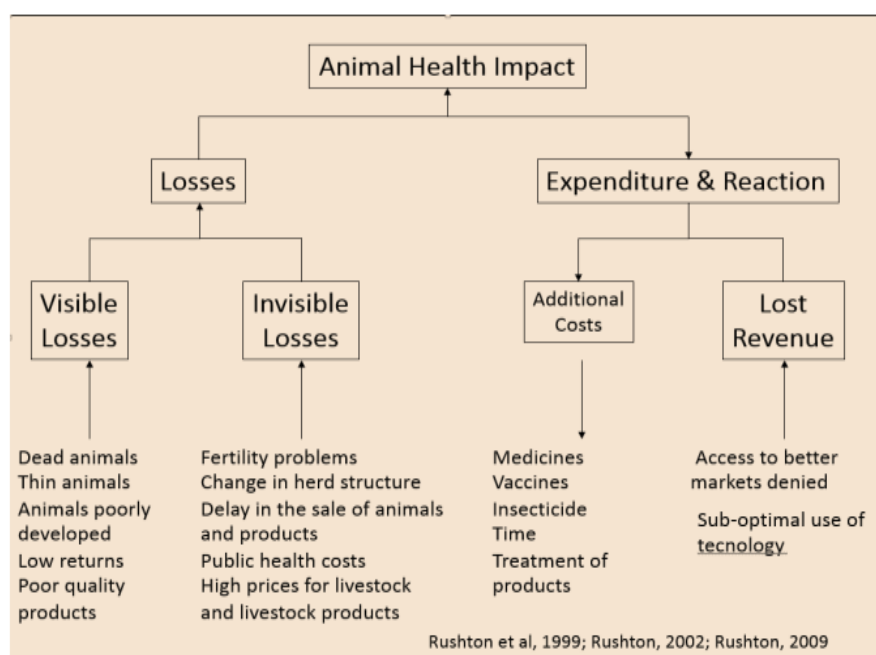 Animal Health Impact
Losses
Expenditure & Reaction
Visible
Losses
Invisible
Losses
Additional
Costs
Lost
Revenue
Dead animals
Thin animals
Animals poorly
developed
Low returns
Poor quality
products
Fertility problems
Change in herd structure
Delay in the sale of animals
and products
Public health costs
High prices for livestock
and livestock products
Medicines
Vaccines
Insecticide
Time
Treatment of
products
Access to better
markets denied
Sub-optimal use of
tecnology
Rushton et al, 1999; Rushton, 2002; Rushton, 2009